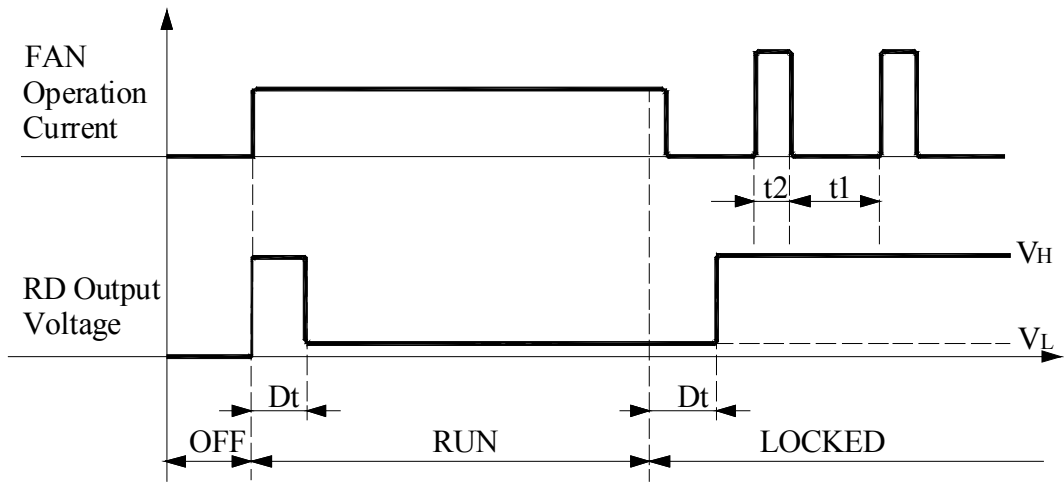 FAN
Operation
Current
t2
t1
VH
RD Output
Voltage
VL
Dt
Dt
OFF
RUN
LOCKED